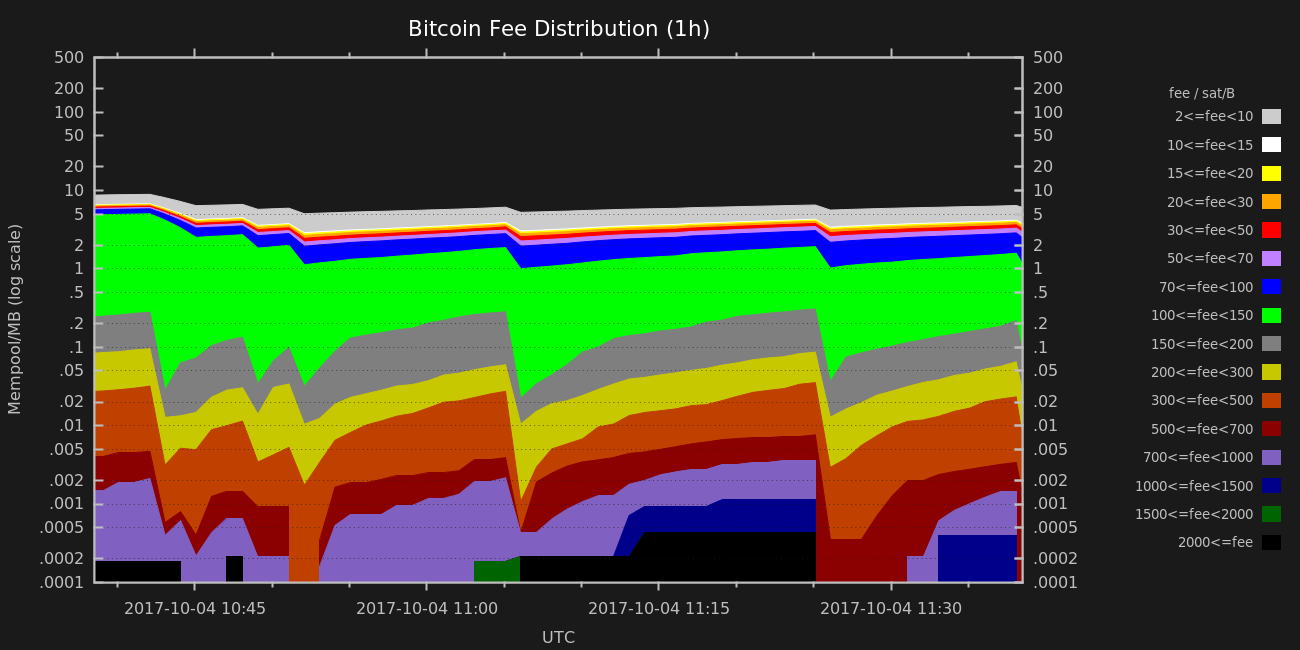 Bitcoin Fee Distribution (1h)
Mempool/MB (log scale)
500
200
100
50
20
10
5
2
1
.5
.2
.1
.05
.02
.01
.005
.002
.001
.0005
.0002
.0001
500
200
100
50
20
10
5
2
1
.5
.2
.1
.05
.02
.01
.005
.002
.001
.0005
.0002
.0001
2017-10-04 10:45
2017-10-04 11:00
2017-10-04 11:15
2017-10-04 11:30
UTC
fee / sat/B
2<=fee<10
10<=fee<15
15<=fee<20
20<=fee<30
30<=fee<50
50<=fee<70
70<=fee<100
100<=fee<150
150<=fee<200
200<=fee<300
300<=fee<500
500<=fee<700
700<=fee<1000
1000<=fee<1500
1500<=fee<2000
2000<=fee